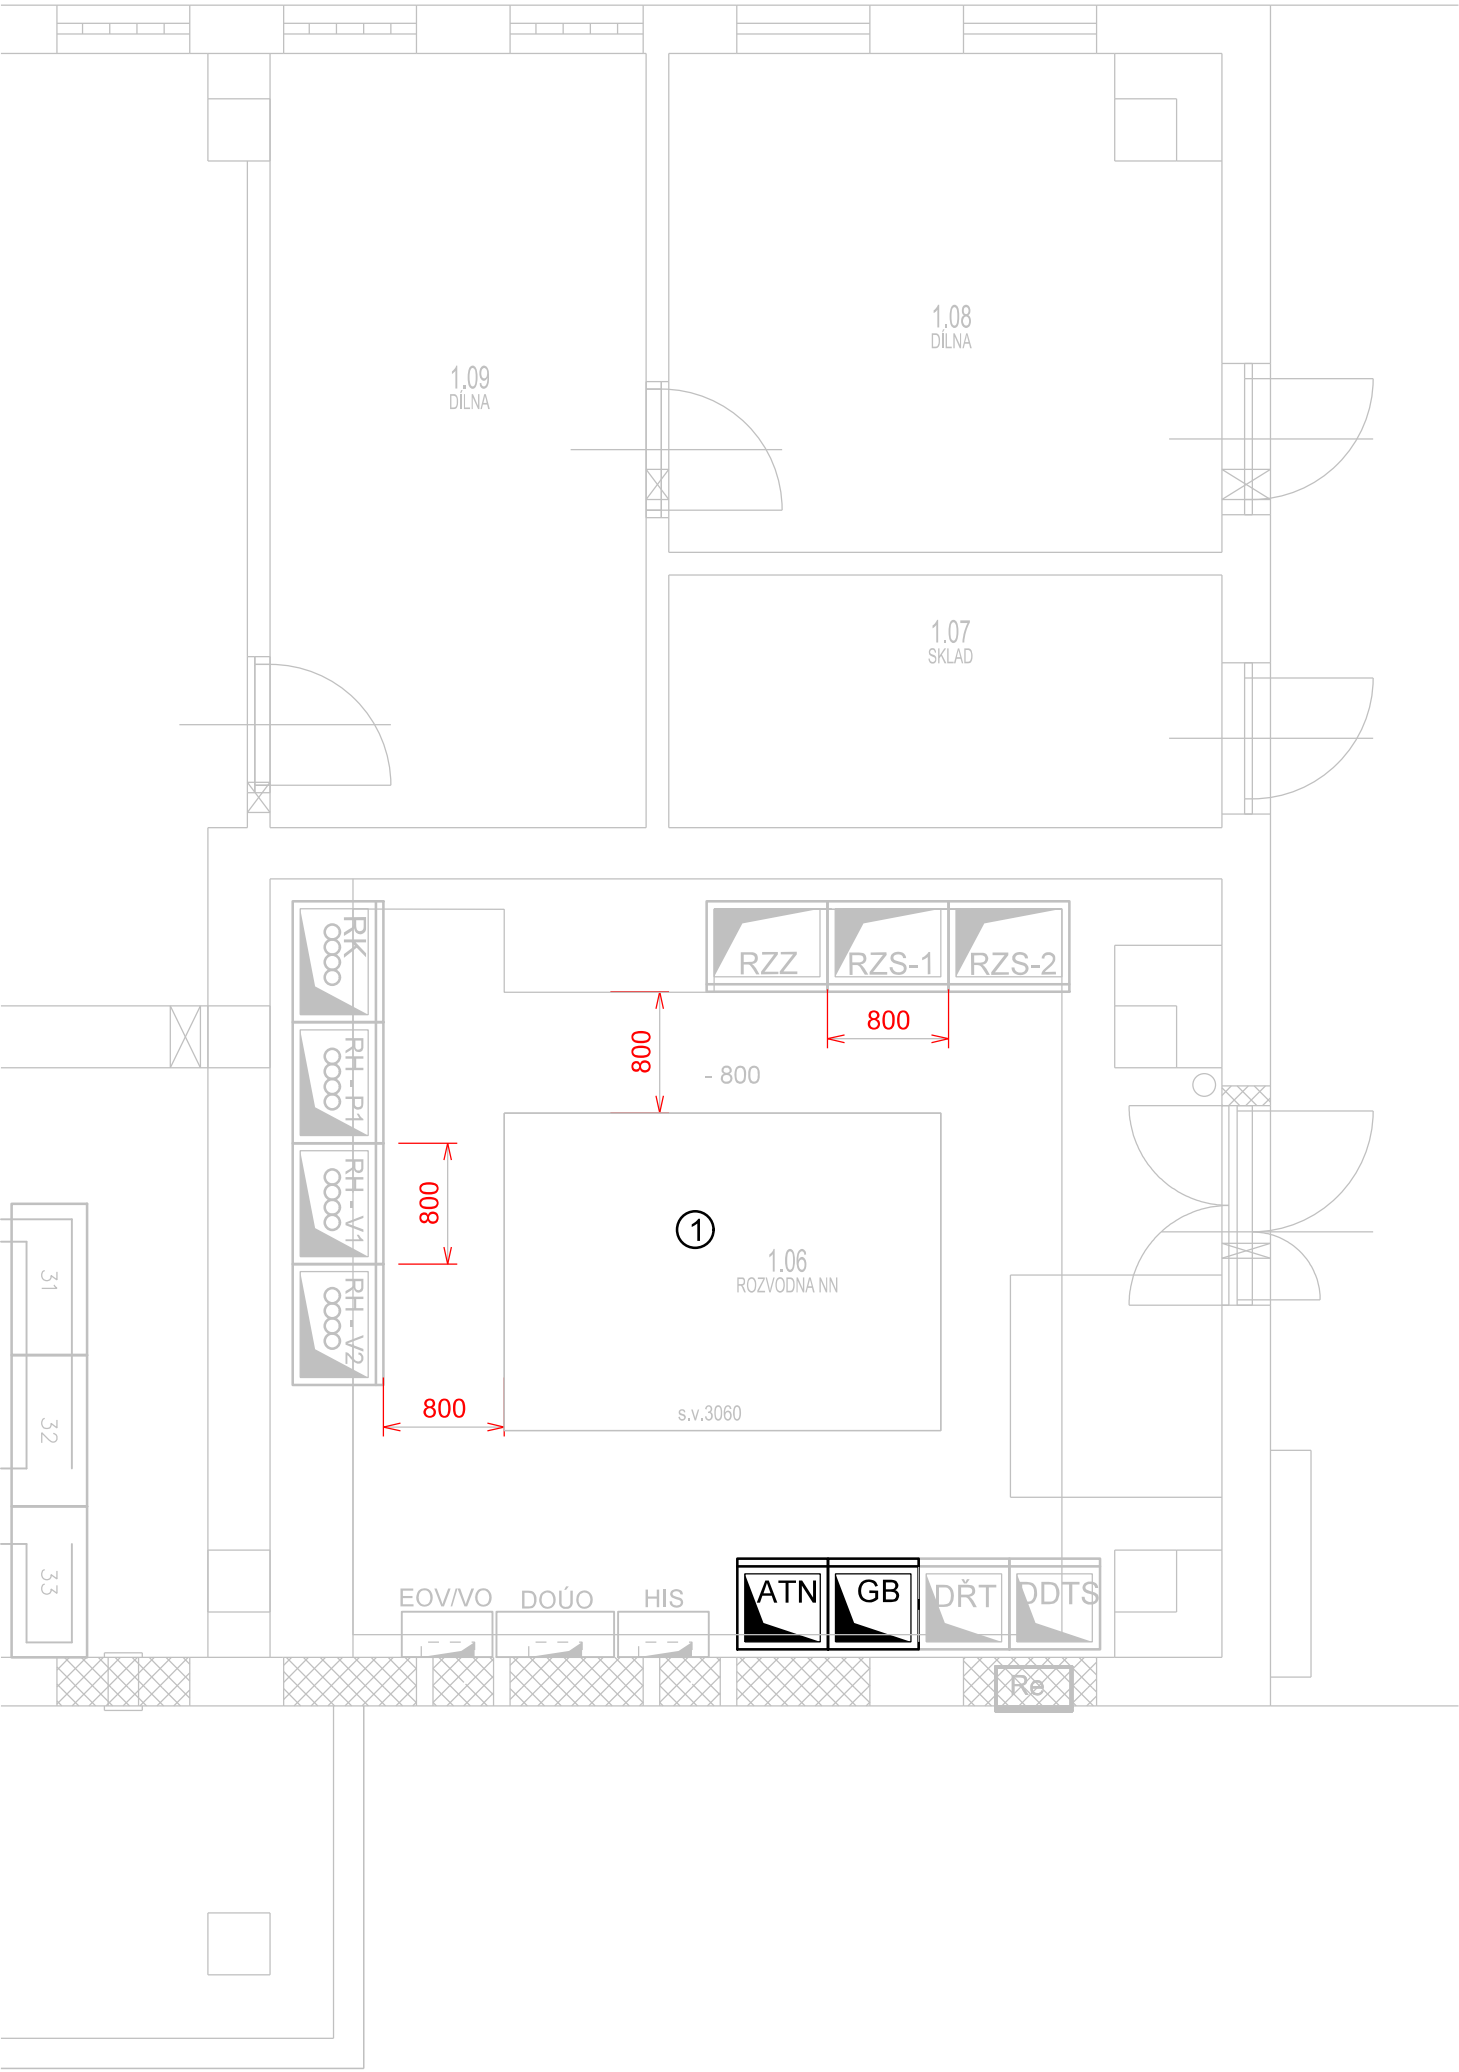 1.08
DÍLNA
1.09
DÍLNA
1.07
SKLAD
RK
RZZ
RZS-1
RZS-2
800
800
- 800
RH - P1
RH - V1
800
1
1.06
ROZVODNA NN
31
RH - V2
800
s.v.3060
32
33
EOV/VO
DOÚO
HIS
ATN
GB
DŘT
DDTS
Re